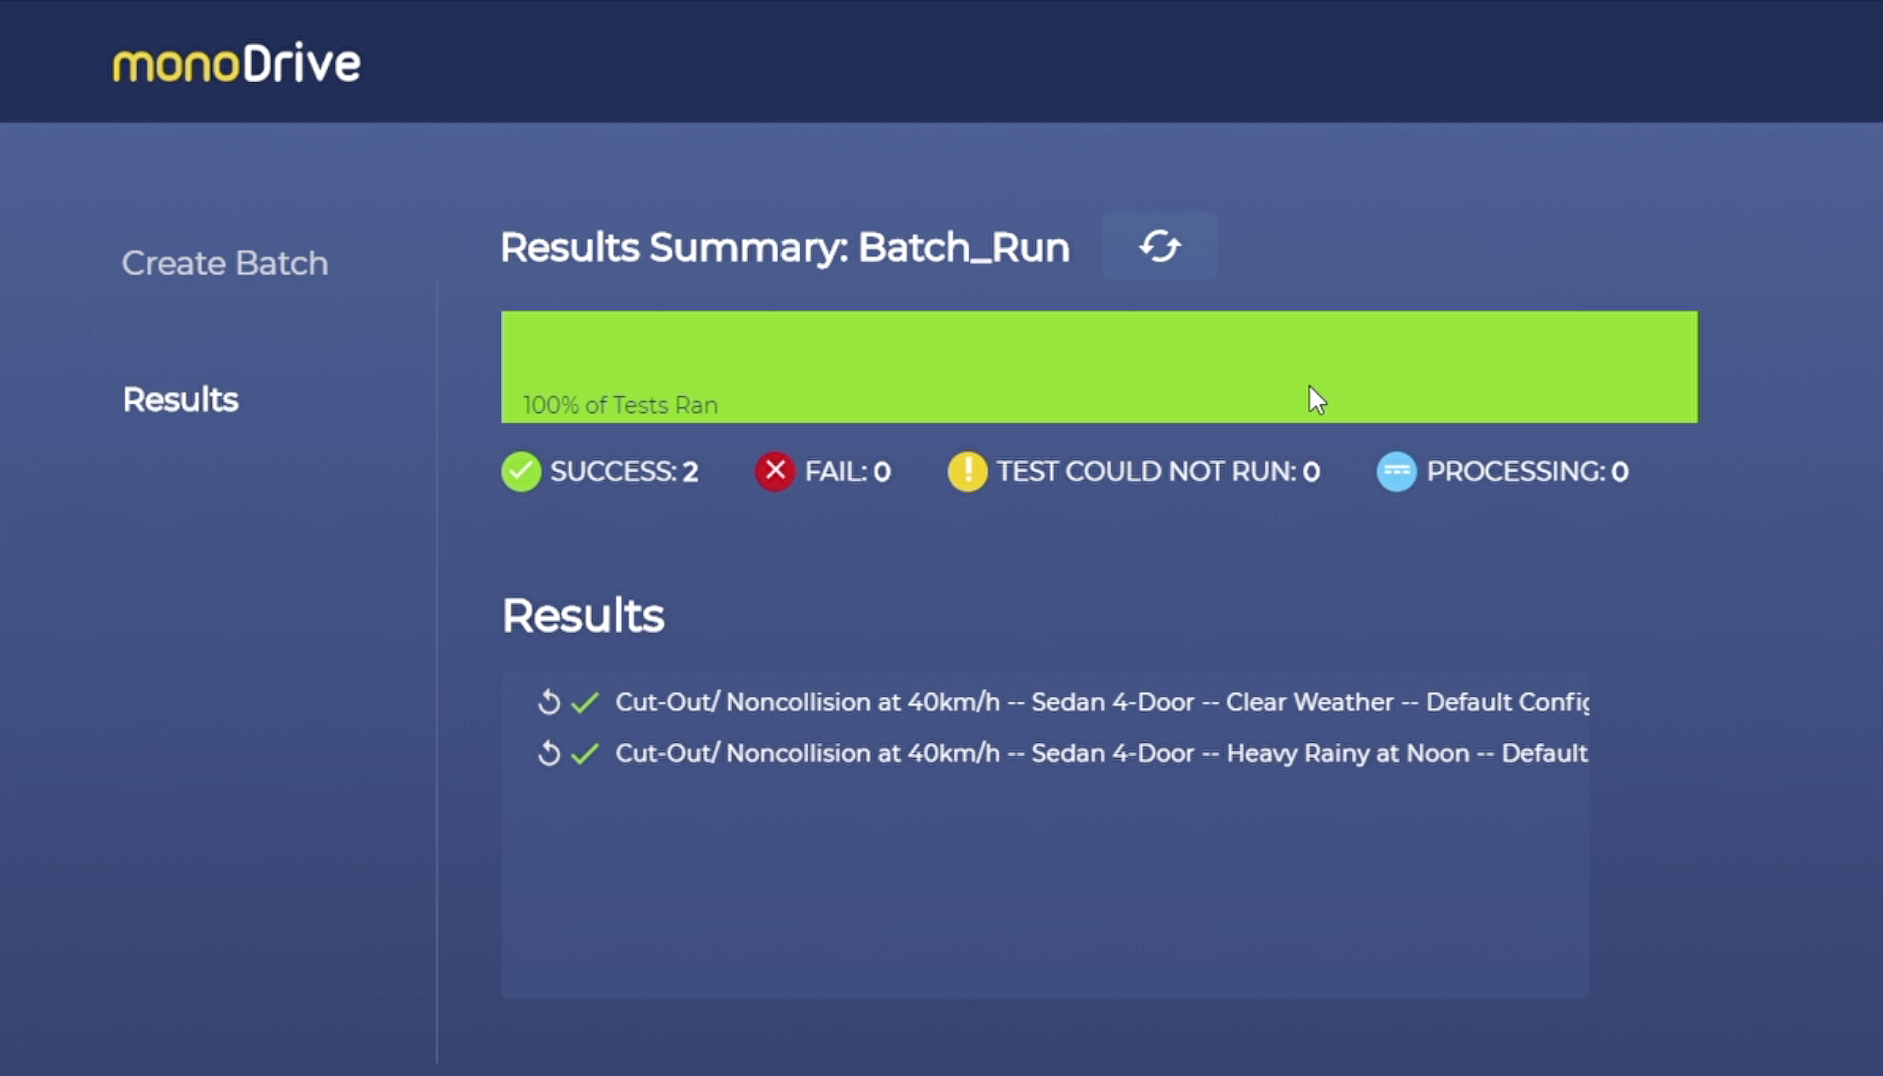 monoDrive
Create Batch
Results
Results Summary: Batch_Run
100% of Tests Ran
SUCCESS: 2 FAIL: 0 TEST COULD NOT RUN: 0 PROCESSING: 0
Results
Cut-Out/ Noncollision at 40km/h -- Sedan 4-Door -- Clear Weather -- Default Config
Cut-Out/ Noncollision at 40km/h -- Sedan 4-Door -- Heavy Rainy at Noon -- Default